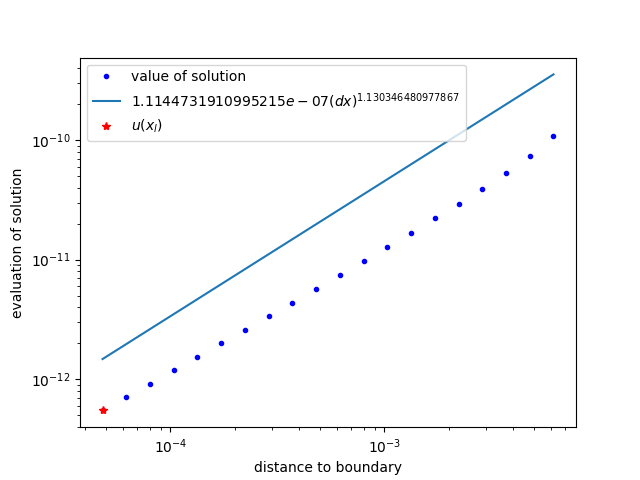 value of solution
1.1144731910995215e − 07(dx)^1.130346480977867
u(x_l)
10^−10
10^−11
10^−12
evaluation of solution
10^−4
10^−3
distance to boundary